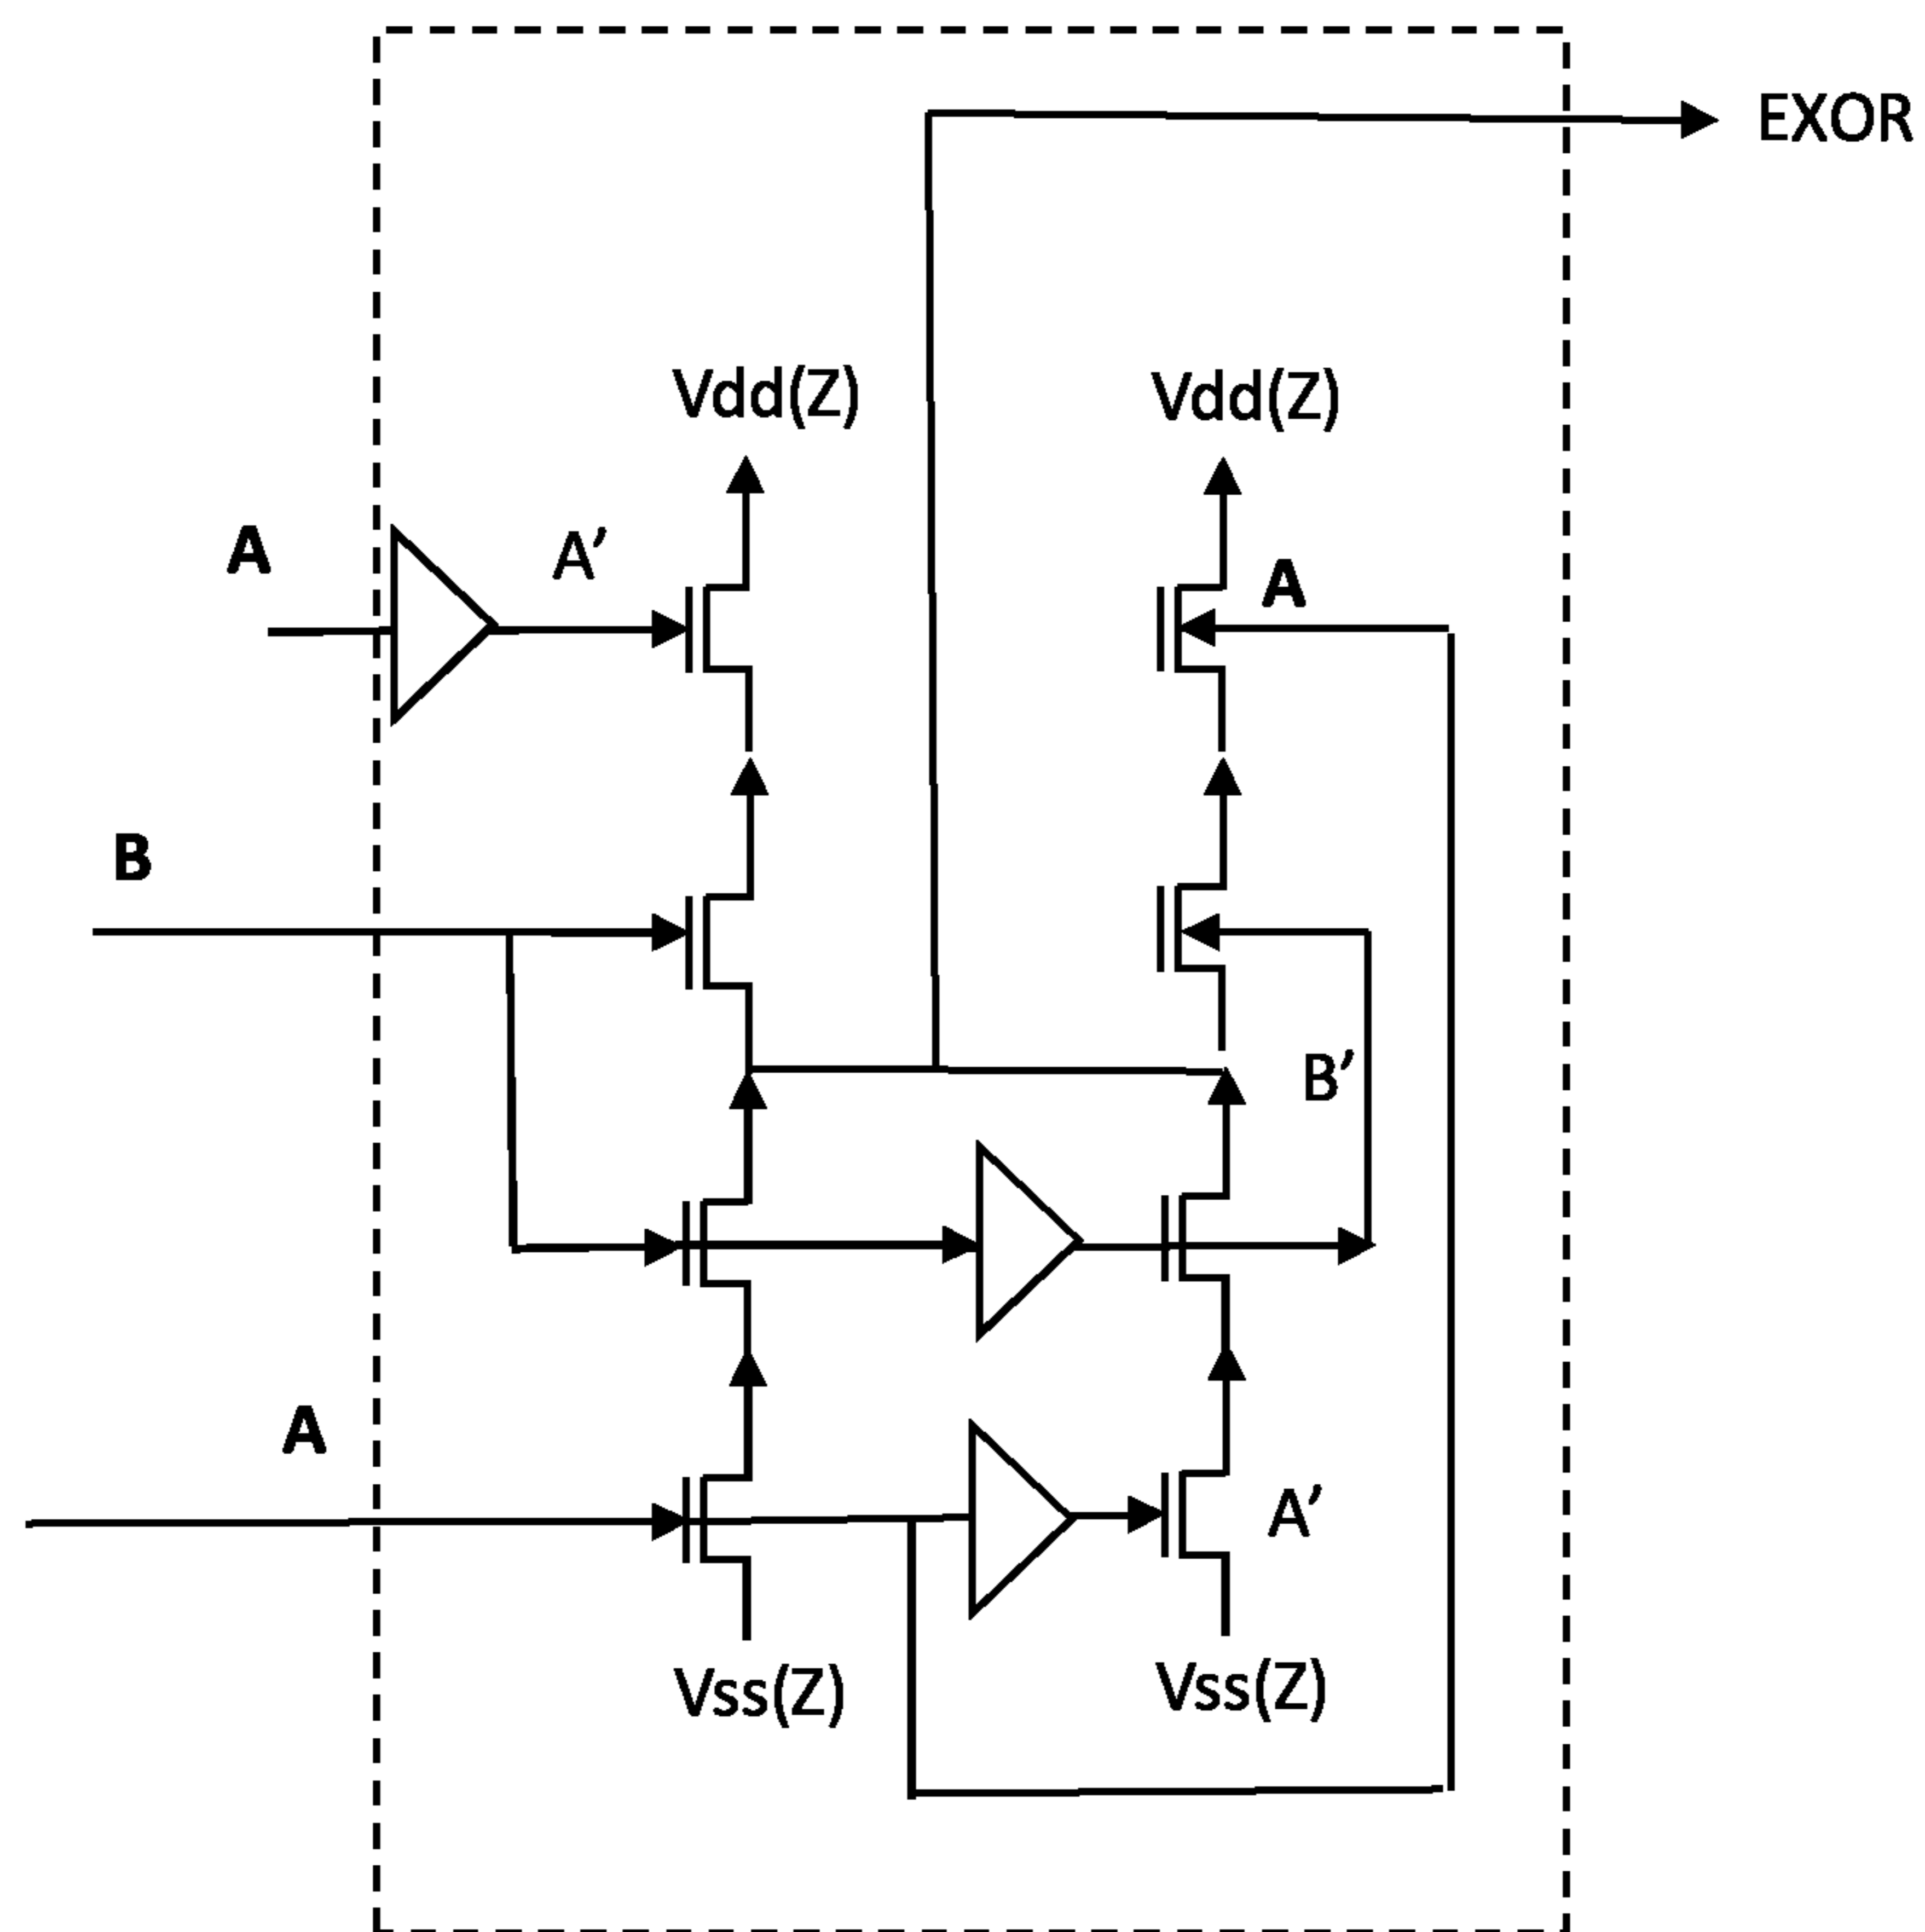 EXOR
Vdd(Z) Vdd(Z)
A A’ A
B
B’
A
A’
Vss(Z) Vss(Z)